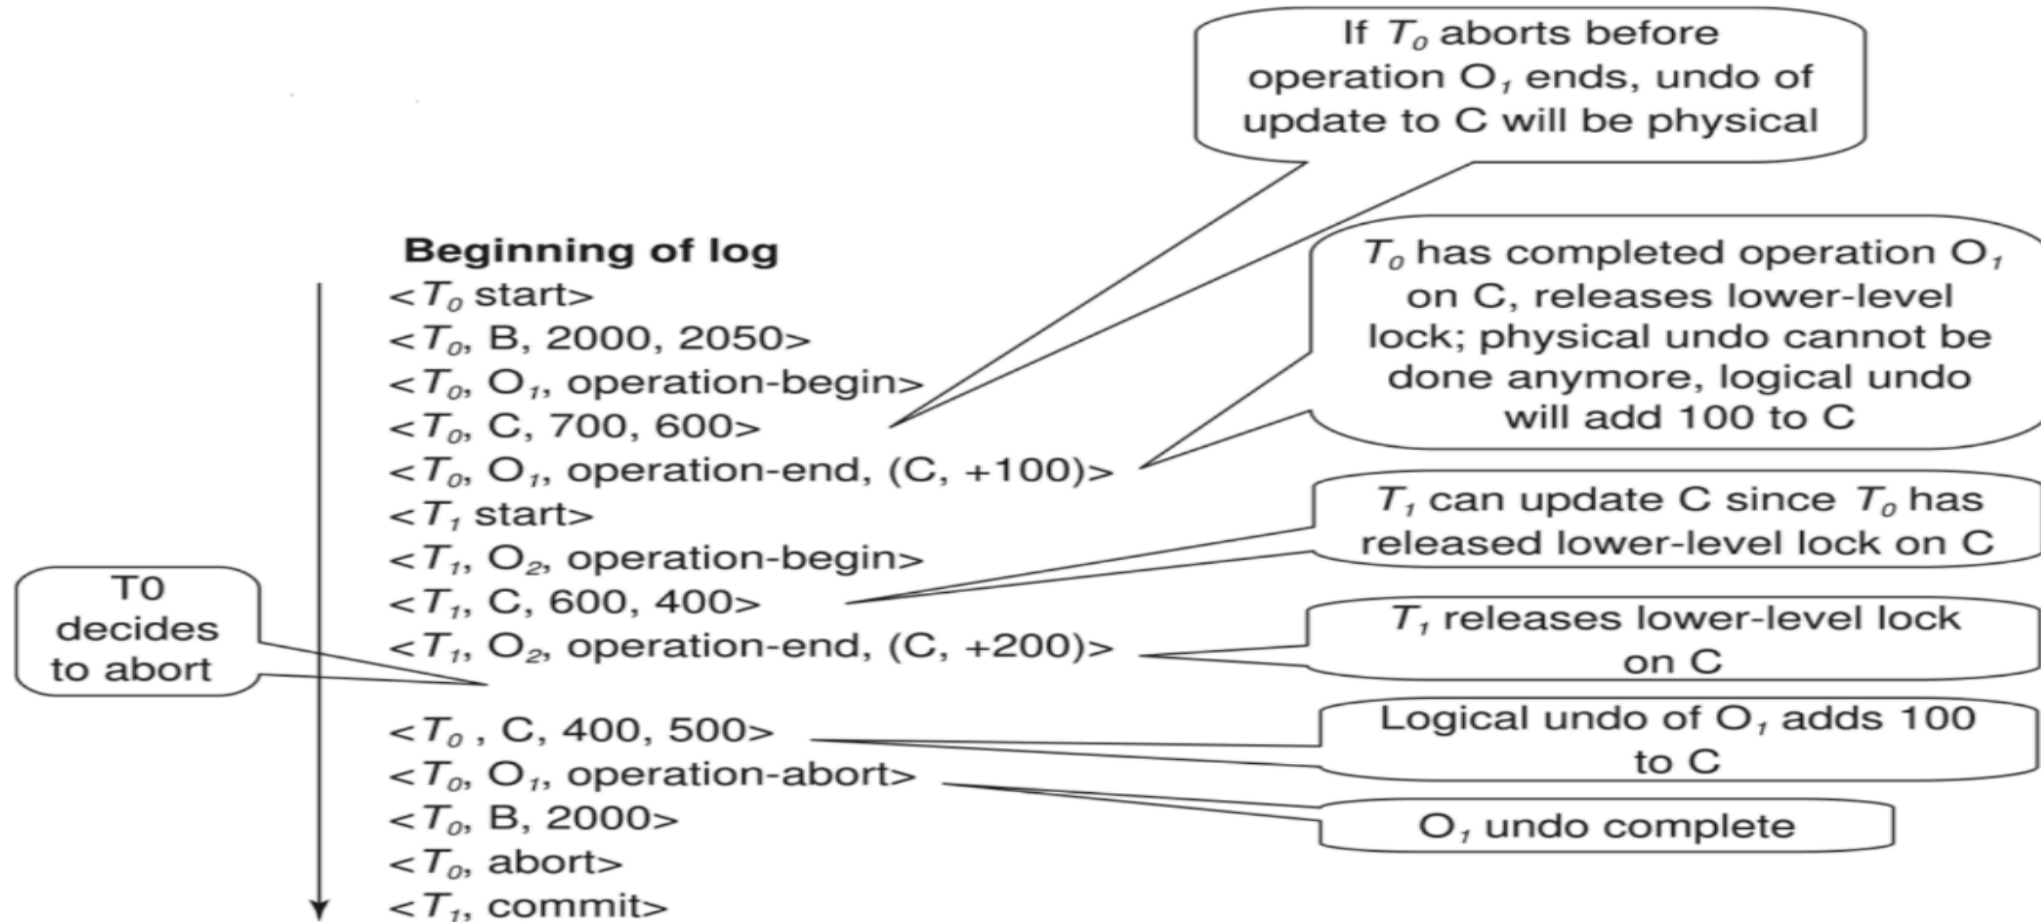 If T₀ aborts before
operation O₁ ends, undo of
update to C will be physical
Beginning of log
<T₀ start>
<T₀, B, 2000, 2050>
<T₀, O₁, operation-begin>
<T₀, C, 700, 600>
<T₀, O₁, operation-end, (C, +100)>
<T₁ start>
<T₁, O₂, operation-begin>
<T₁, C, 600, 400>
<T₁, O₂, operation-end, (C, +200)>
<T₀ , C, 400, 500>
<T₀, O₁, operation-abort>
<T₀, B, 2000>
<T₀, abort>
<T₁, commit>
T0
decides
to abort
T₀ has completed operation O₁
on C, releases lower-level
lock; physical undo cannot be
done anymore, logical undo
will add 100 to C
T₁ can update C since T₀ has
released lower-level lock on C
T₁ releases lower-level lock
on C
Logical undo of O₁ adds 100
to C
O₁ undo complete